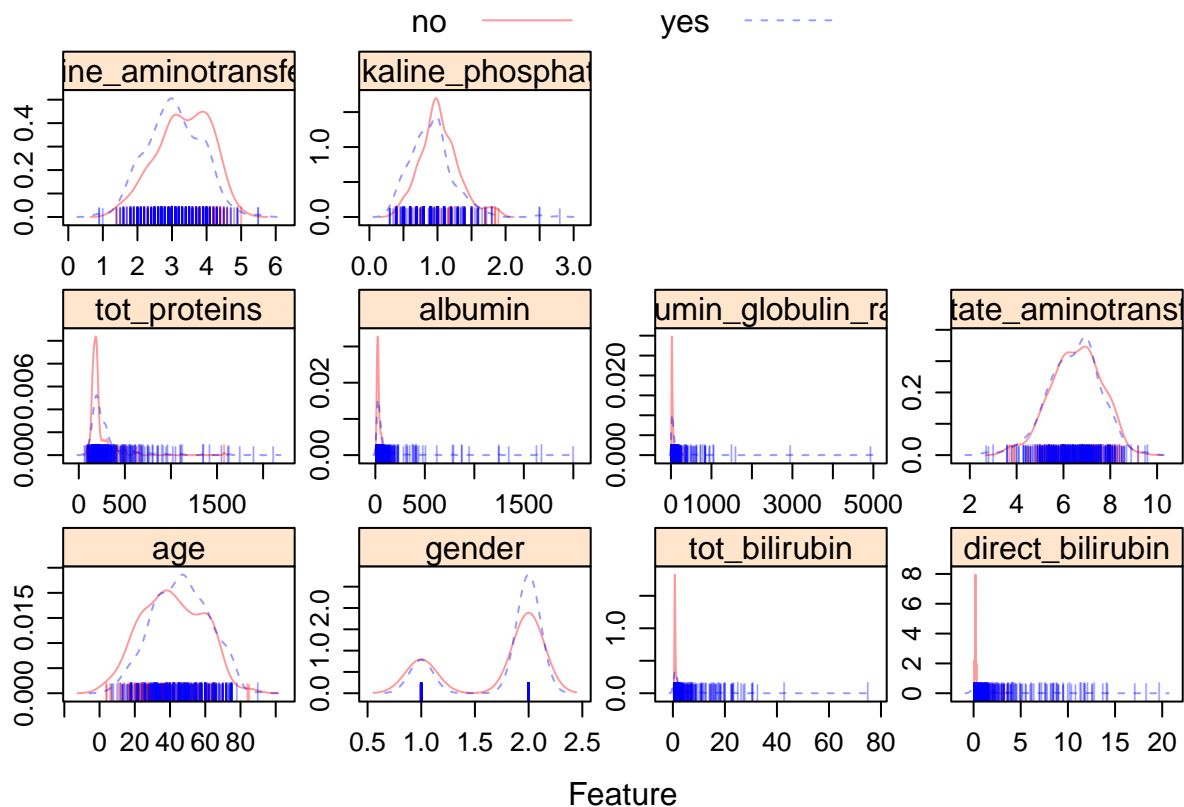 no yes
ine_aminotransfe kaline_phosphat
0.0 0.2 0.4
0 1 2 3 4 5 6
0.0 1.0
0.0 1.0 2.0 3.0
tot_proteins albumin umin_globulin_ra tate_aminotransf
0.000 0.006
0 500 1500
0.00 0.02
0 500 1500
0.000 0.020
0 1000 3000 5000
0.0 0.2
2 4 6 8 10
age gender tot_bilirubin direct_bilirubin
0.000 0.015
0 20 40 60 80
0.0 1.0 2.0
0.5 1.0 1.5 2.0 2.5
0.0 1.0
0 20 40 60 80
0 2 4 6 8
0 5 10 15 20
Feature